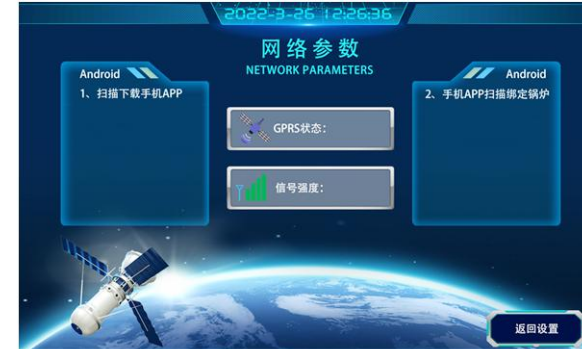 2022-3-26 12:26:36
网络参数
NETWORK PARAMETERS
Android
1、扫描下载手机APP
Android
2、手机APP扫描绑定锅炉
GPRS状态：
信号强度：
返回设置